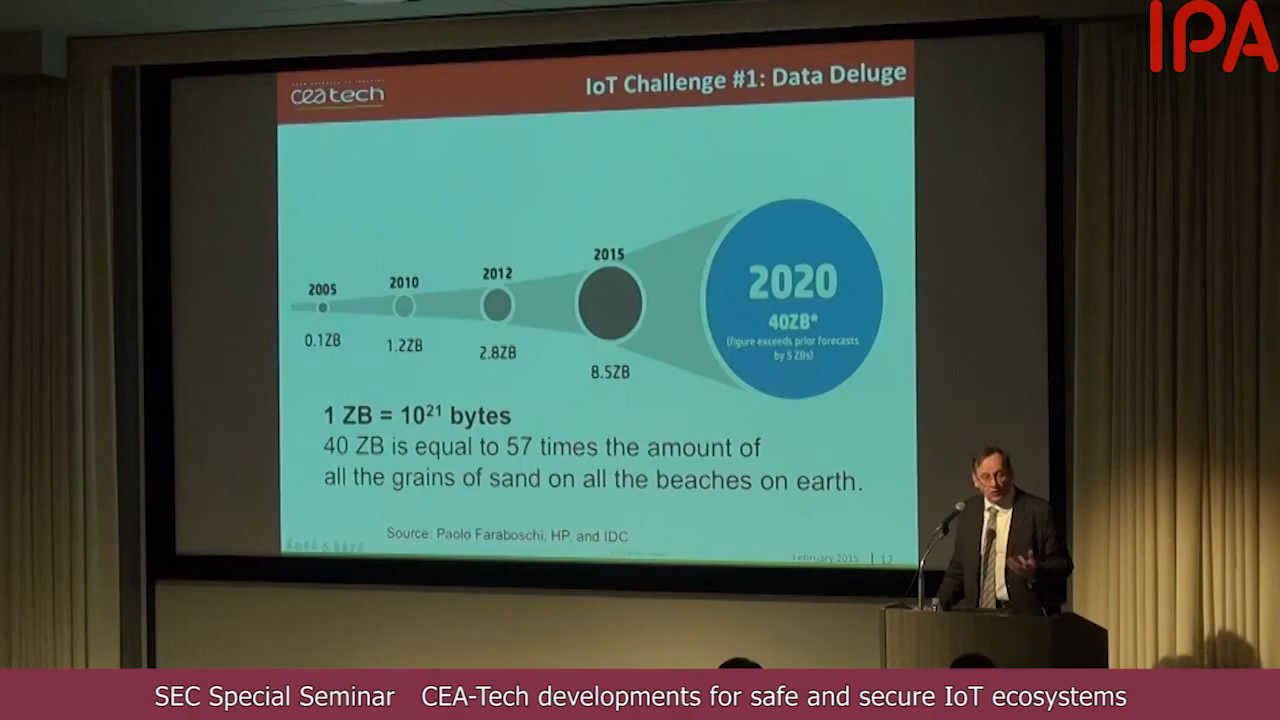 IPA
ceatech
IoT Challenge #1: Data Deluge
2005
2010
2012
2015
2020
0.1ZB
1.2ZB
2.8ZB
8.5ZB
40ZB*
(figure exceeds prior forecasts
by 5 ZBs)
1 ZB = 10²¹ bytes
40 ZB is equal to 57 times the amount of
all the grains of sand on all the beaches on earth.
Source: Paolo Faraboschi, HP. and IDC
February 2015 | 12
SEC Special Seminar CEA-Tech developments for safe and secure IoT ecosystems